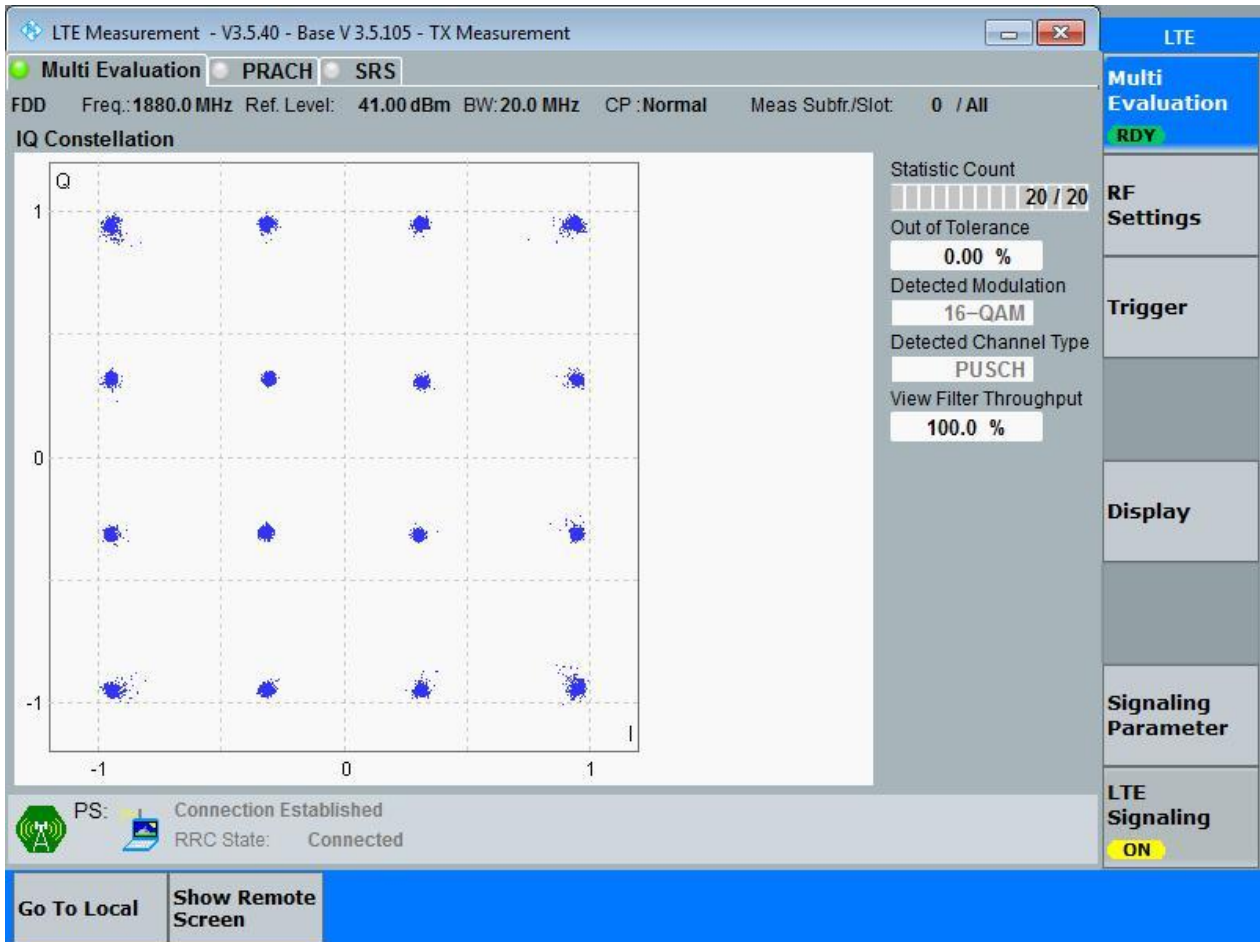 LTE Measurement - V3.5.40 - Base V 3.5.105 - TX Measurement
LTE
Multi Evaluation PRACH SRS
Multi
Evaluation
RDY
FDD Freq.: 1880.0 MHz Ref. Level: 41.00 dBm BW: 20.0 MHz CP : Normal Meas Subfr./Slot: 0 / All
IQ Constellation
Q
1
0
-1
I
-1 0 1
Statistic Count
20 / 20
Out of Tolerance
0.00 %
Detected Modulation
16-QAM
Detected Channel Type
PUSCH
View Filter Throughput
100.0 %
RF
Settings
Trigger
Display
Signaling
Parameter
LTE
Signaling
ON
PS: Connection Established
RRC State: Connected
Go To Local
Show Remote
Screen